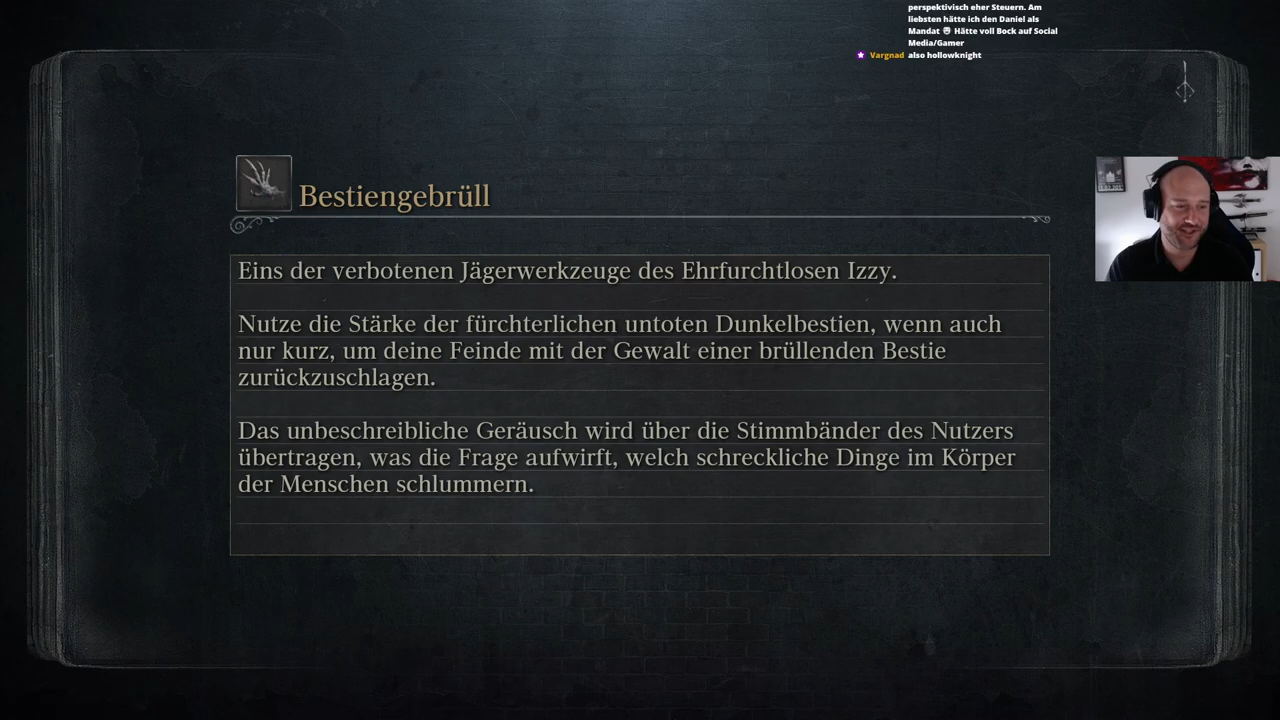 perspektivisch eher Steuern. Am
liebsten hätte ich den Daniel als
Mandat Hätte voll Bock auf Social
Media/Gamer
Vargnad also hollowknight
Bestiengebrüll
Eins der verbotenen Jägerwerkzeuge des Ehrfurchtlosen Izzy.
Nutze die Stärke der fürchterlichen untoten Dunkelbestien, wenn auch
nur kurz, um deine Feinde mit der Gewalt einer brüllenden Bestie
zurückzuschlagen.
Das unbeschreibliche Geräusch wird über die Stimmbänder des Nutzers
übertragen, was die Frage aufwirft, welch schreckliche Dinge im Körper
der Menschen schlummern.